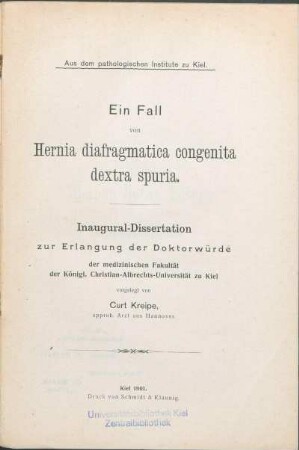 Aus dem pathologischen Institute zu Kiel.
Ein Fall
von
Hernia diafragmatica congenita
dextra spuria.
Inaugural-Dissertation
zur Erlangung der Doktorwürde
der medizinischen Fakultät
der Königl. Christian-Albrechts-Universität zu Kiel
vorgelegt von
Curt Kreipe,
approb. Arzt aus Hannover.
Kiel
Druck von Schmidt & Klaunig.
Universitätsbibliothek Kiel
Zentralbibliothek